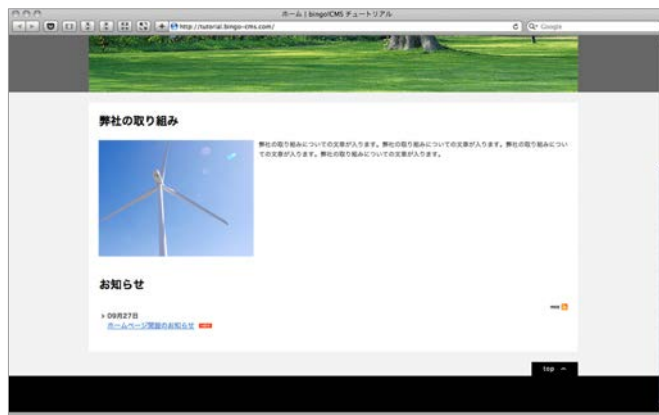 ホーム | bingo!CMS チュートリアル
http://tutorial.bingo-cms.com/
Google
弊社の取り組み
弊社の取り組みについての文章が入ります。弊社の取り組みについての文章が入ります。弊社の取り組みについ
ての文章が入ります。弊社の取り組みについての文章が入ります。
お知らせ
09月27日
ホームページ開設のお知らせ
top